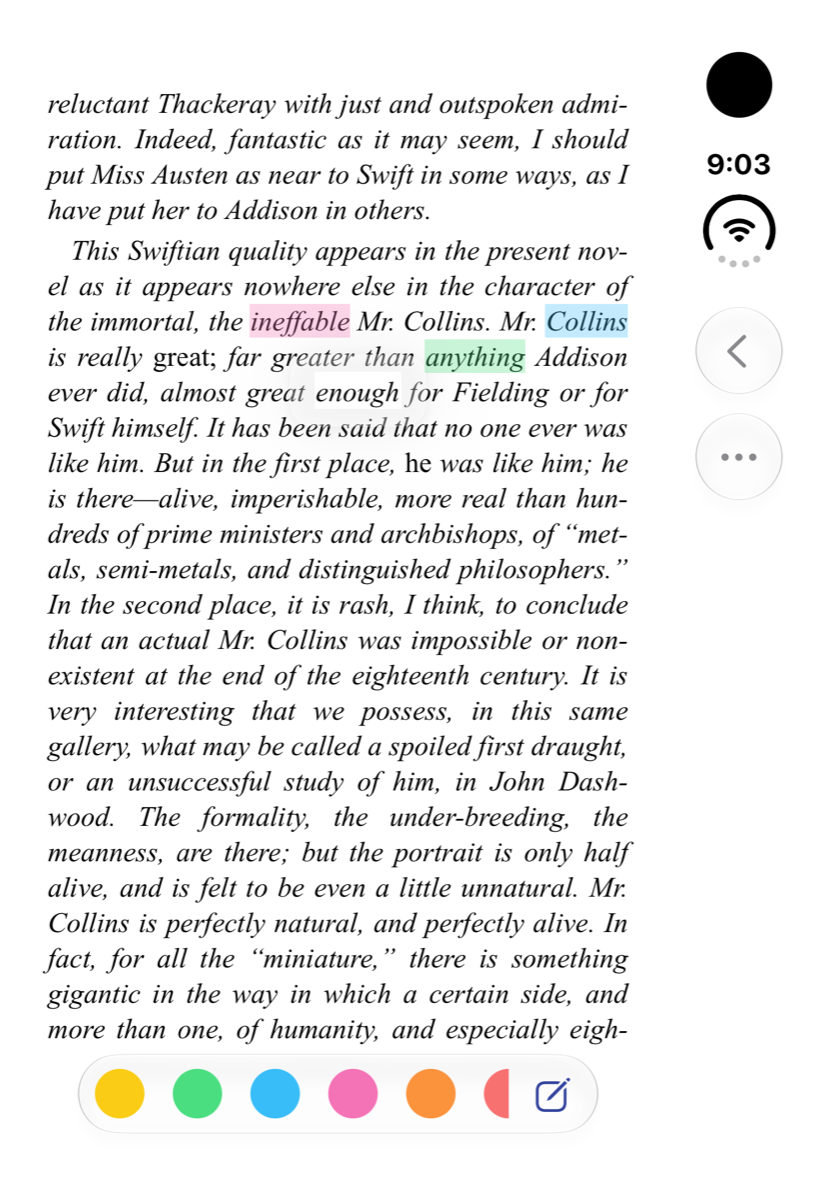 reluctant Thackeray with just and outspoken admi-
ration. Indeed, fantastic as it may seem, I should
put Miss Austen as near to Swift in some ways, as I
have put her to Addison in others.
This Swiftian quality appears in the present nov-
el as it appears nowhere else in the character of
the immortal, the ineffable Mr. Collins. Mr. Collins
is really great; far greater than anything Addison
ever did, almost great enough for Fielding or for
Swift himself. It has been said that no one ever was
like him. But in the first place, he was like him; he
is there—alive, imperishable, more real than hun-
dreds of prime ministers and archbishops, of “met-
als, semi-metals, and distinguished philosophers.”
In the second place, it is rash, I think, to conclude
that an actual Mr. Collins was impossible or non-
existent at the end of the eighteenth century. It is
very interesting that we possess, in this same
gallery, what may be called a spoiled first draught,
or an unsuccessful study of him, in John Dash-
wood. The formality, the under-breeding, the
meanness, are there; but the portrait is only half
alive, and is felt to be even a little unnatural. Mr.
Collins is perfectly natural, and perfectly alive. In
fact, for all the “miniature,” there is something
gigantic in the way in which a certain side, and
more than one, of humanity, and especially eigh-
9:03